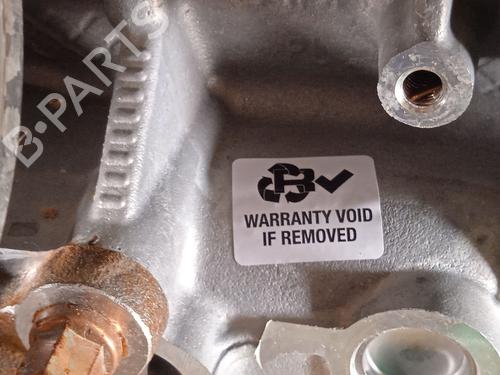 B-PARTS
B
WARRANTY VOID
IF REMOVED